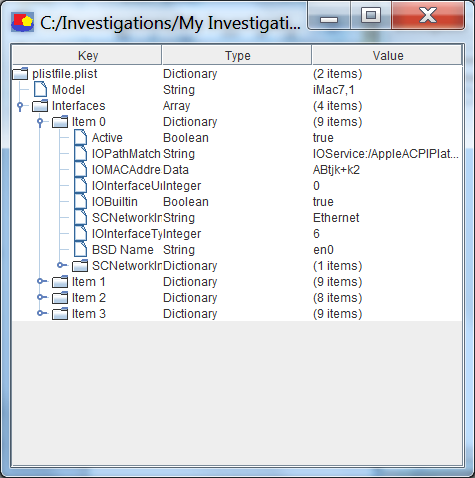 C:/Investigations/My Investigati...
Key Type Value
plistfile.plist Dictionary (2 items)
Model String iMac7,1
Interfaces Array (4 items)
Item 0 Dictionary (9 items)
Active Boolean true
IOPathMatch String IOService:/AppleACPIPlat...
IOMACAddre Data ABtjk+k2
IOInterfaceUn Integer 0
IOBuiltin Boolean true
SCNetworkIn String Ethernet
IOInterfaceTy Integer 6
BSD Name String en0
SCNetworkIn Dictionary (1 items)
Item 1 Dictionary (9 items)
Item 2 Dictionary (8 items)
Item 3 Dictionary (9 items)